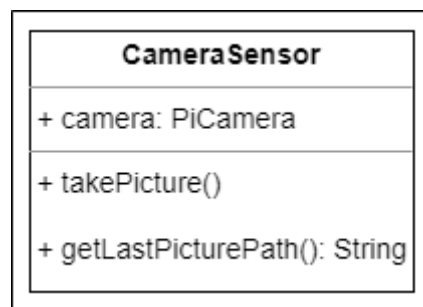 CameraSensor
+ camera: PiCamera
+ takePicture()
+ getLastPicturePath(): String